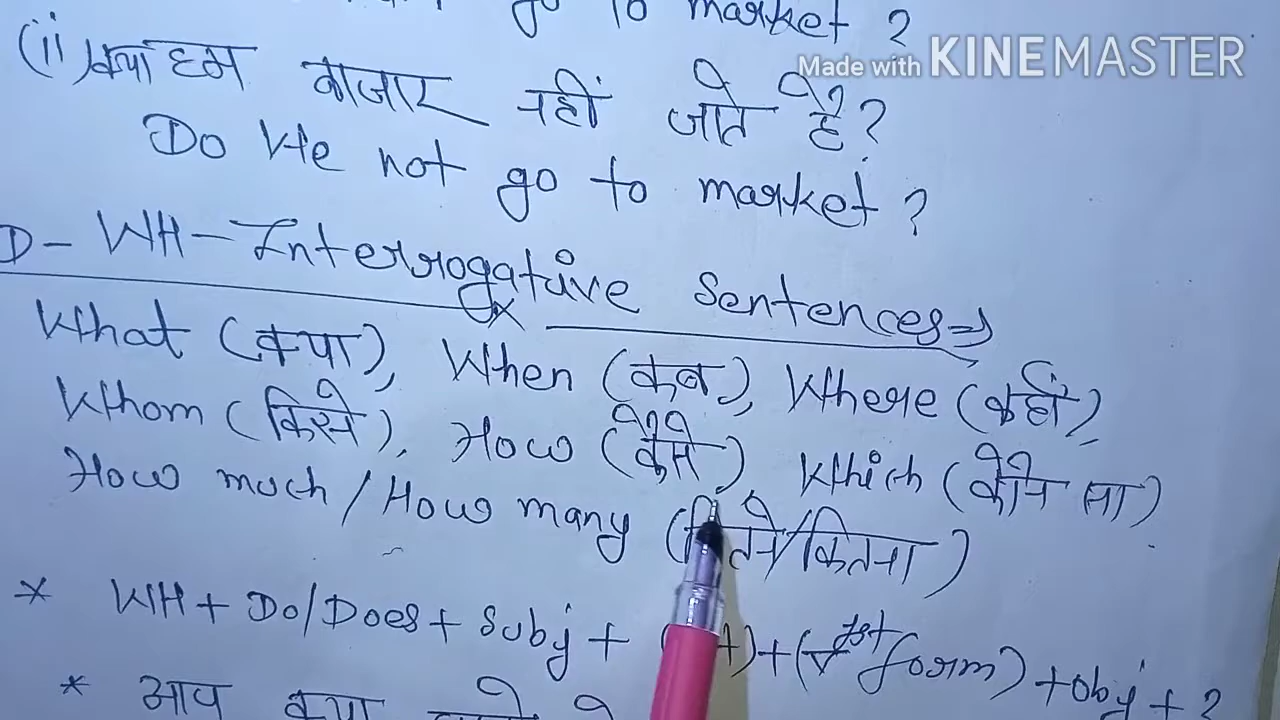 go to market ?
Made with KINEMASTER
(ii) क्या हम बाजार नहीं जाते हैं?
Do We not go to market ?
D- WH-Interrogative Sentences⇒
What (क्या), When (कब), Where (कहाँ),
Whom (किसे), How (कैसे), Which (कौन सा)
How much/How many (कितने/कितना)
* WH + Do/Does + Subj + + (V 1st form) + obj + ?
* आप क्या